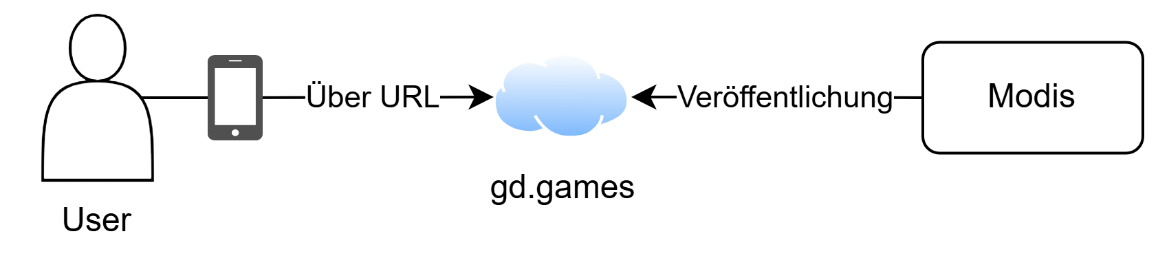 Über URL
Veröffentlichung
Modis
gd.games
User